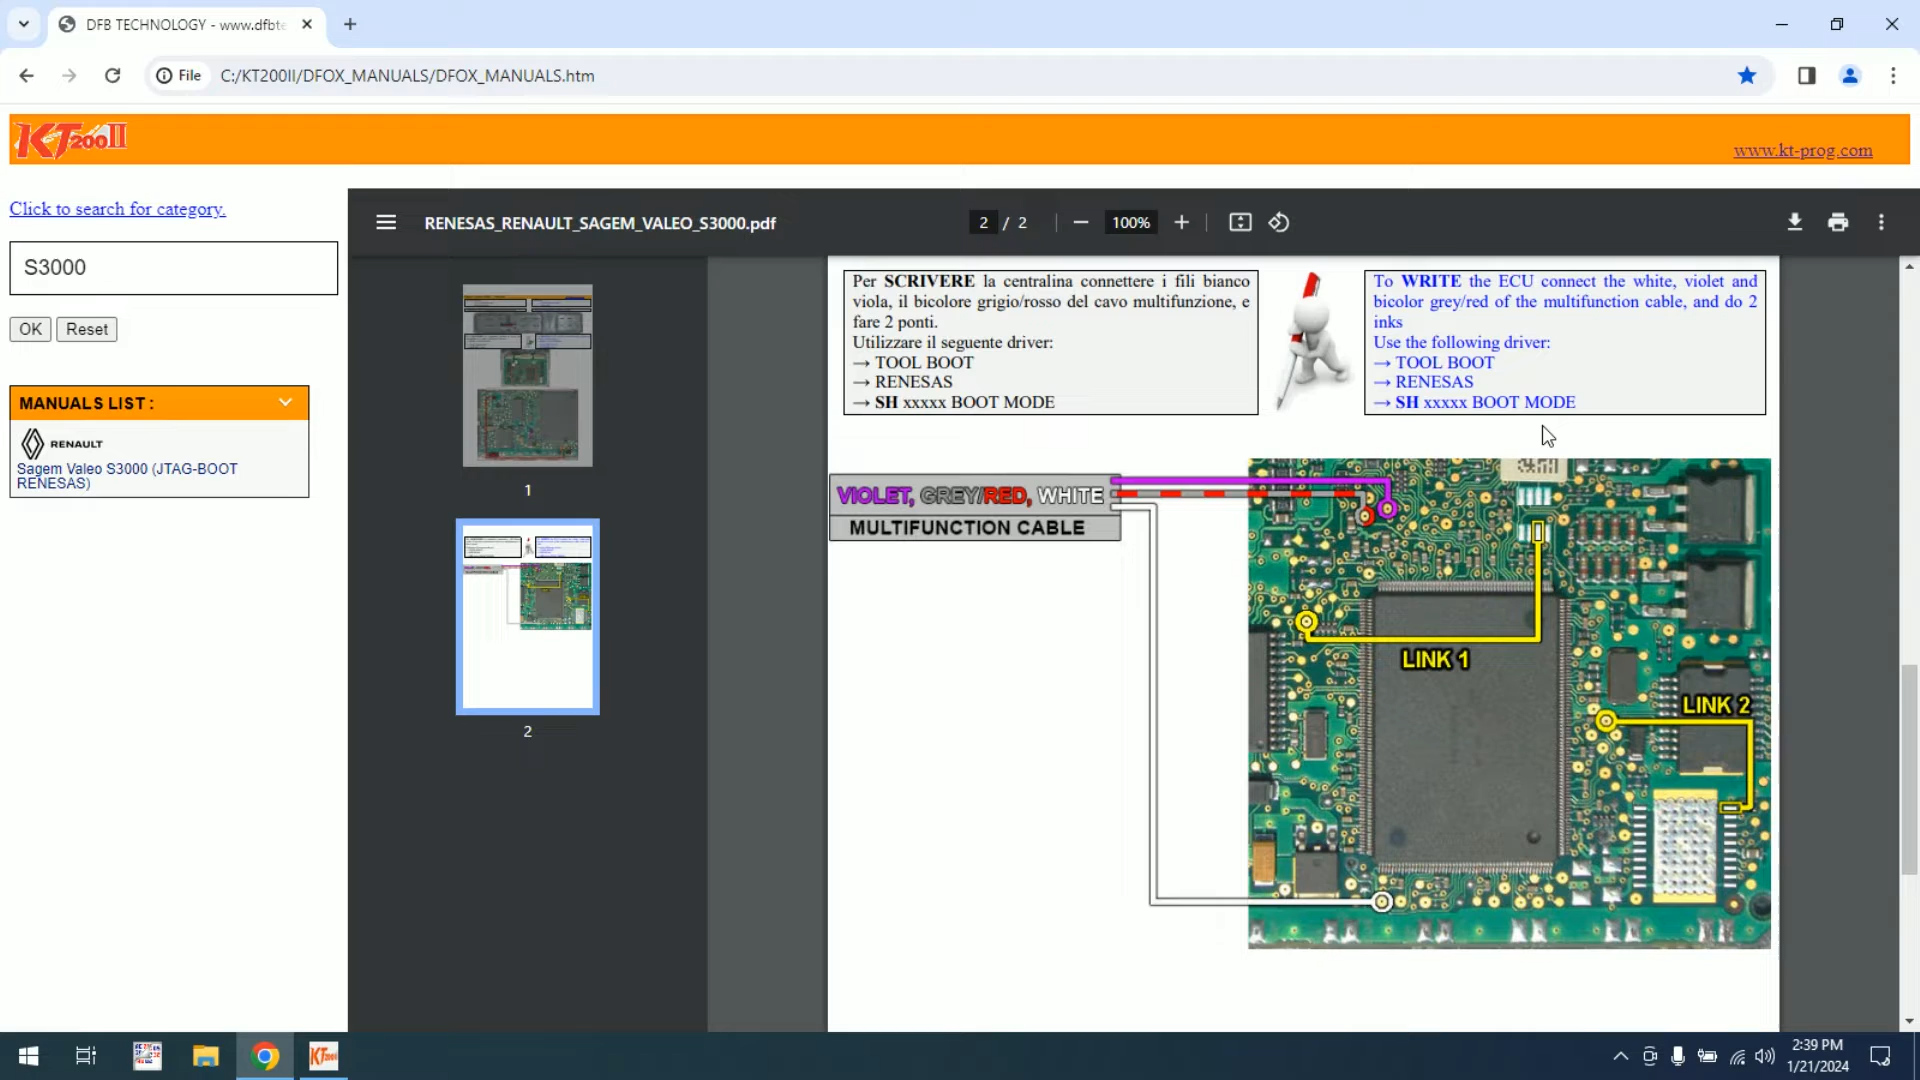 DFB TECHNOLOGY - www.dfbte
File
C:/KT200II/DFOX_MANUALS/DFOX_MANUALS.htm
KT200II
www.kt-prog.com
Click to search for category.
S3000
OK
Reset
MANUALS LIST :
RENAULT
Sagem Valeo S3000 (JTAG-BOOT
RENESAS)
RENESAS_RENAULT_SAGEM_VALEO_S3000.pdf
2 / 2
100%
1
2
Per SCRIVERE la centralina connettere i fili bianco
viola, il bicolore grigio/rosso del cavo multifunzione, e
fare 2 ponti.
Utilizzare il seguente driver:
→ TOOL BOOT
→ RENESAS
→ SH xxxxx BOOT MODE
To WRITE the ECU connect the white, violet and
bicolor grey/red of the multifunction cable, and do 2
inks
Use the following driver:
→ TOOL BOOT
→ RENESAS
→ SH xxxxx BOOT MODE
VIOLET, GREY/RED, WHITE
MULTIFUNCTION CABLE
LINK 1
LINK 2
2:39 PM
1/21/2024